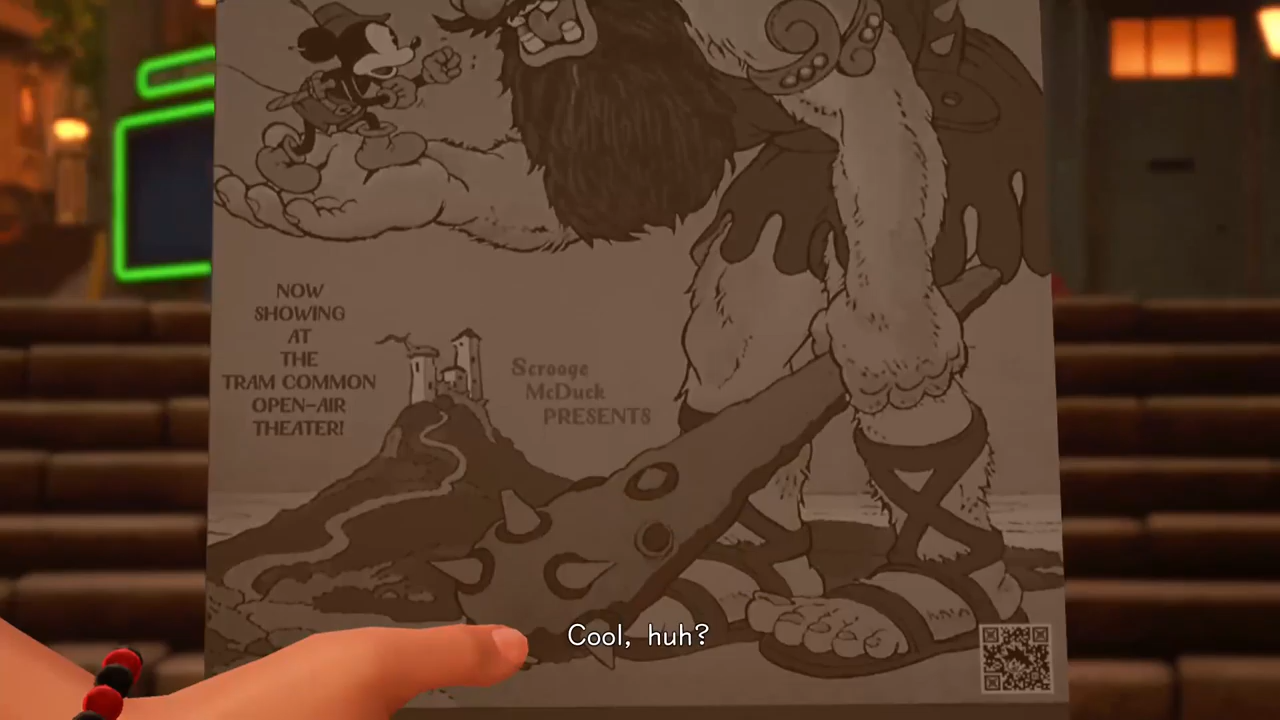 NOW
SHOWING
AT
THE
TRAM COMMON
OPEN-AIR
THEATER!
Scrooge
McDuck
PRESENTS
Cool, huh?